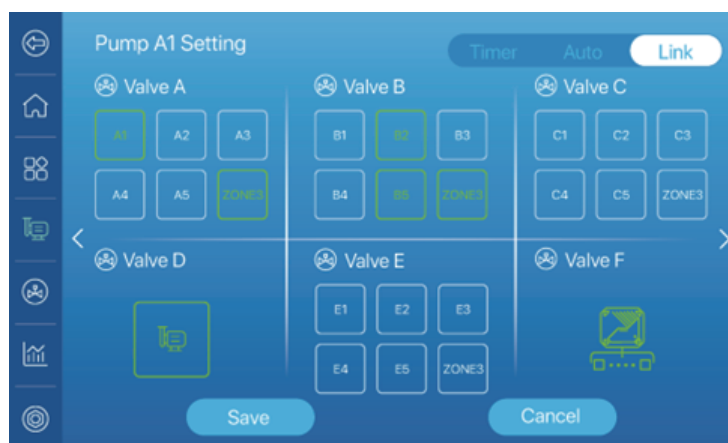 Pump A1 Setting
Timer Auto Link
Valve A
A1 A2 A3
A4 A5 ZONE3
Valve B
B1 B2 B3
B4 B5 ZONE3
Valve C
C1 C2 C3
C4 C5 ZONE3
Valve D
Valve E
E1 E2 E3
E4 E5 ZONE3
Valve F
Save Cancel